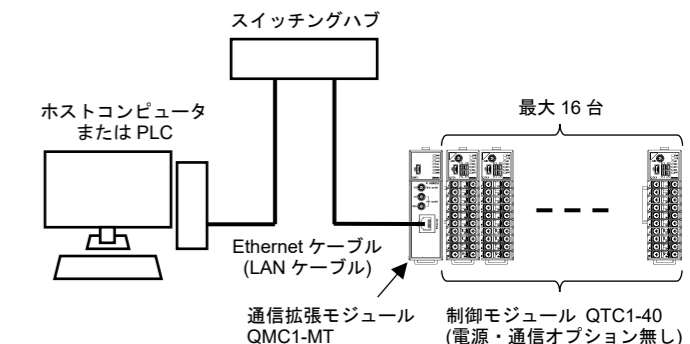 スイッチングハブ
ホストコンピュータ
または PLC
最大 16 台
Ethernet ケーブル
(LAN ケーブル)
通信拡張モジュール
QMC1-MT
制御モジュール QTC1-40
(電源・通信オプション無し)